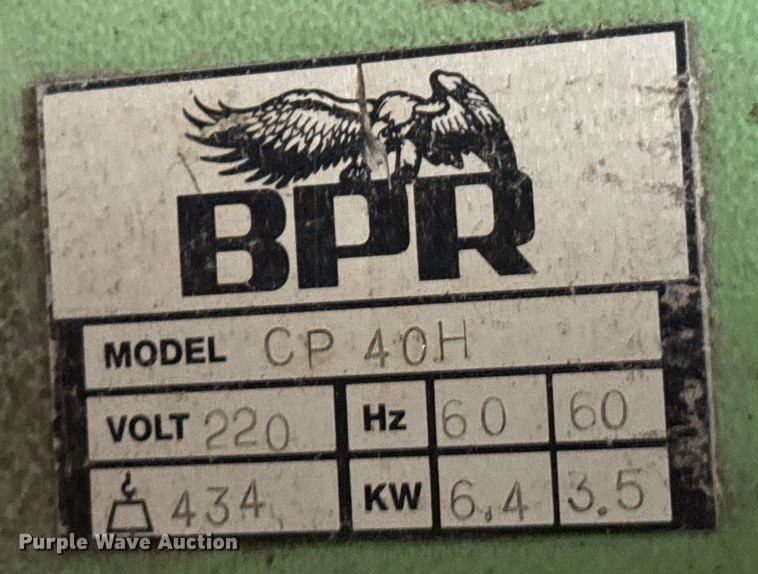 BPR
MODEL CP 40H
VOLT 220 Hz 60 60
434 KW 6.4 3.5
Purple Wave Auction